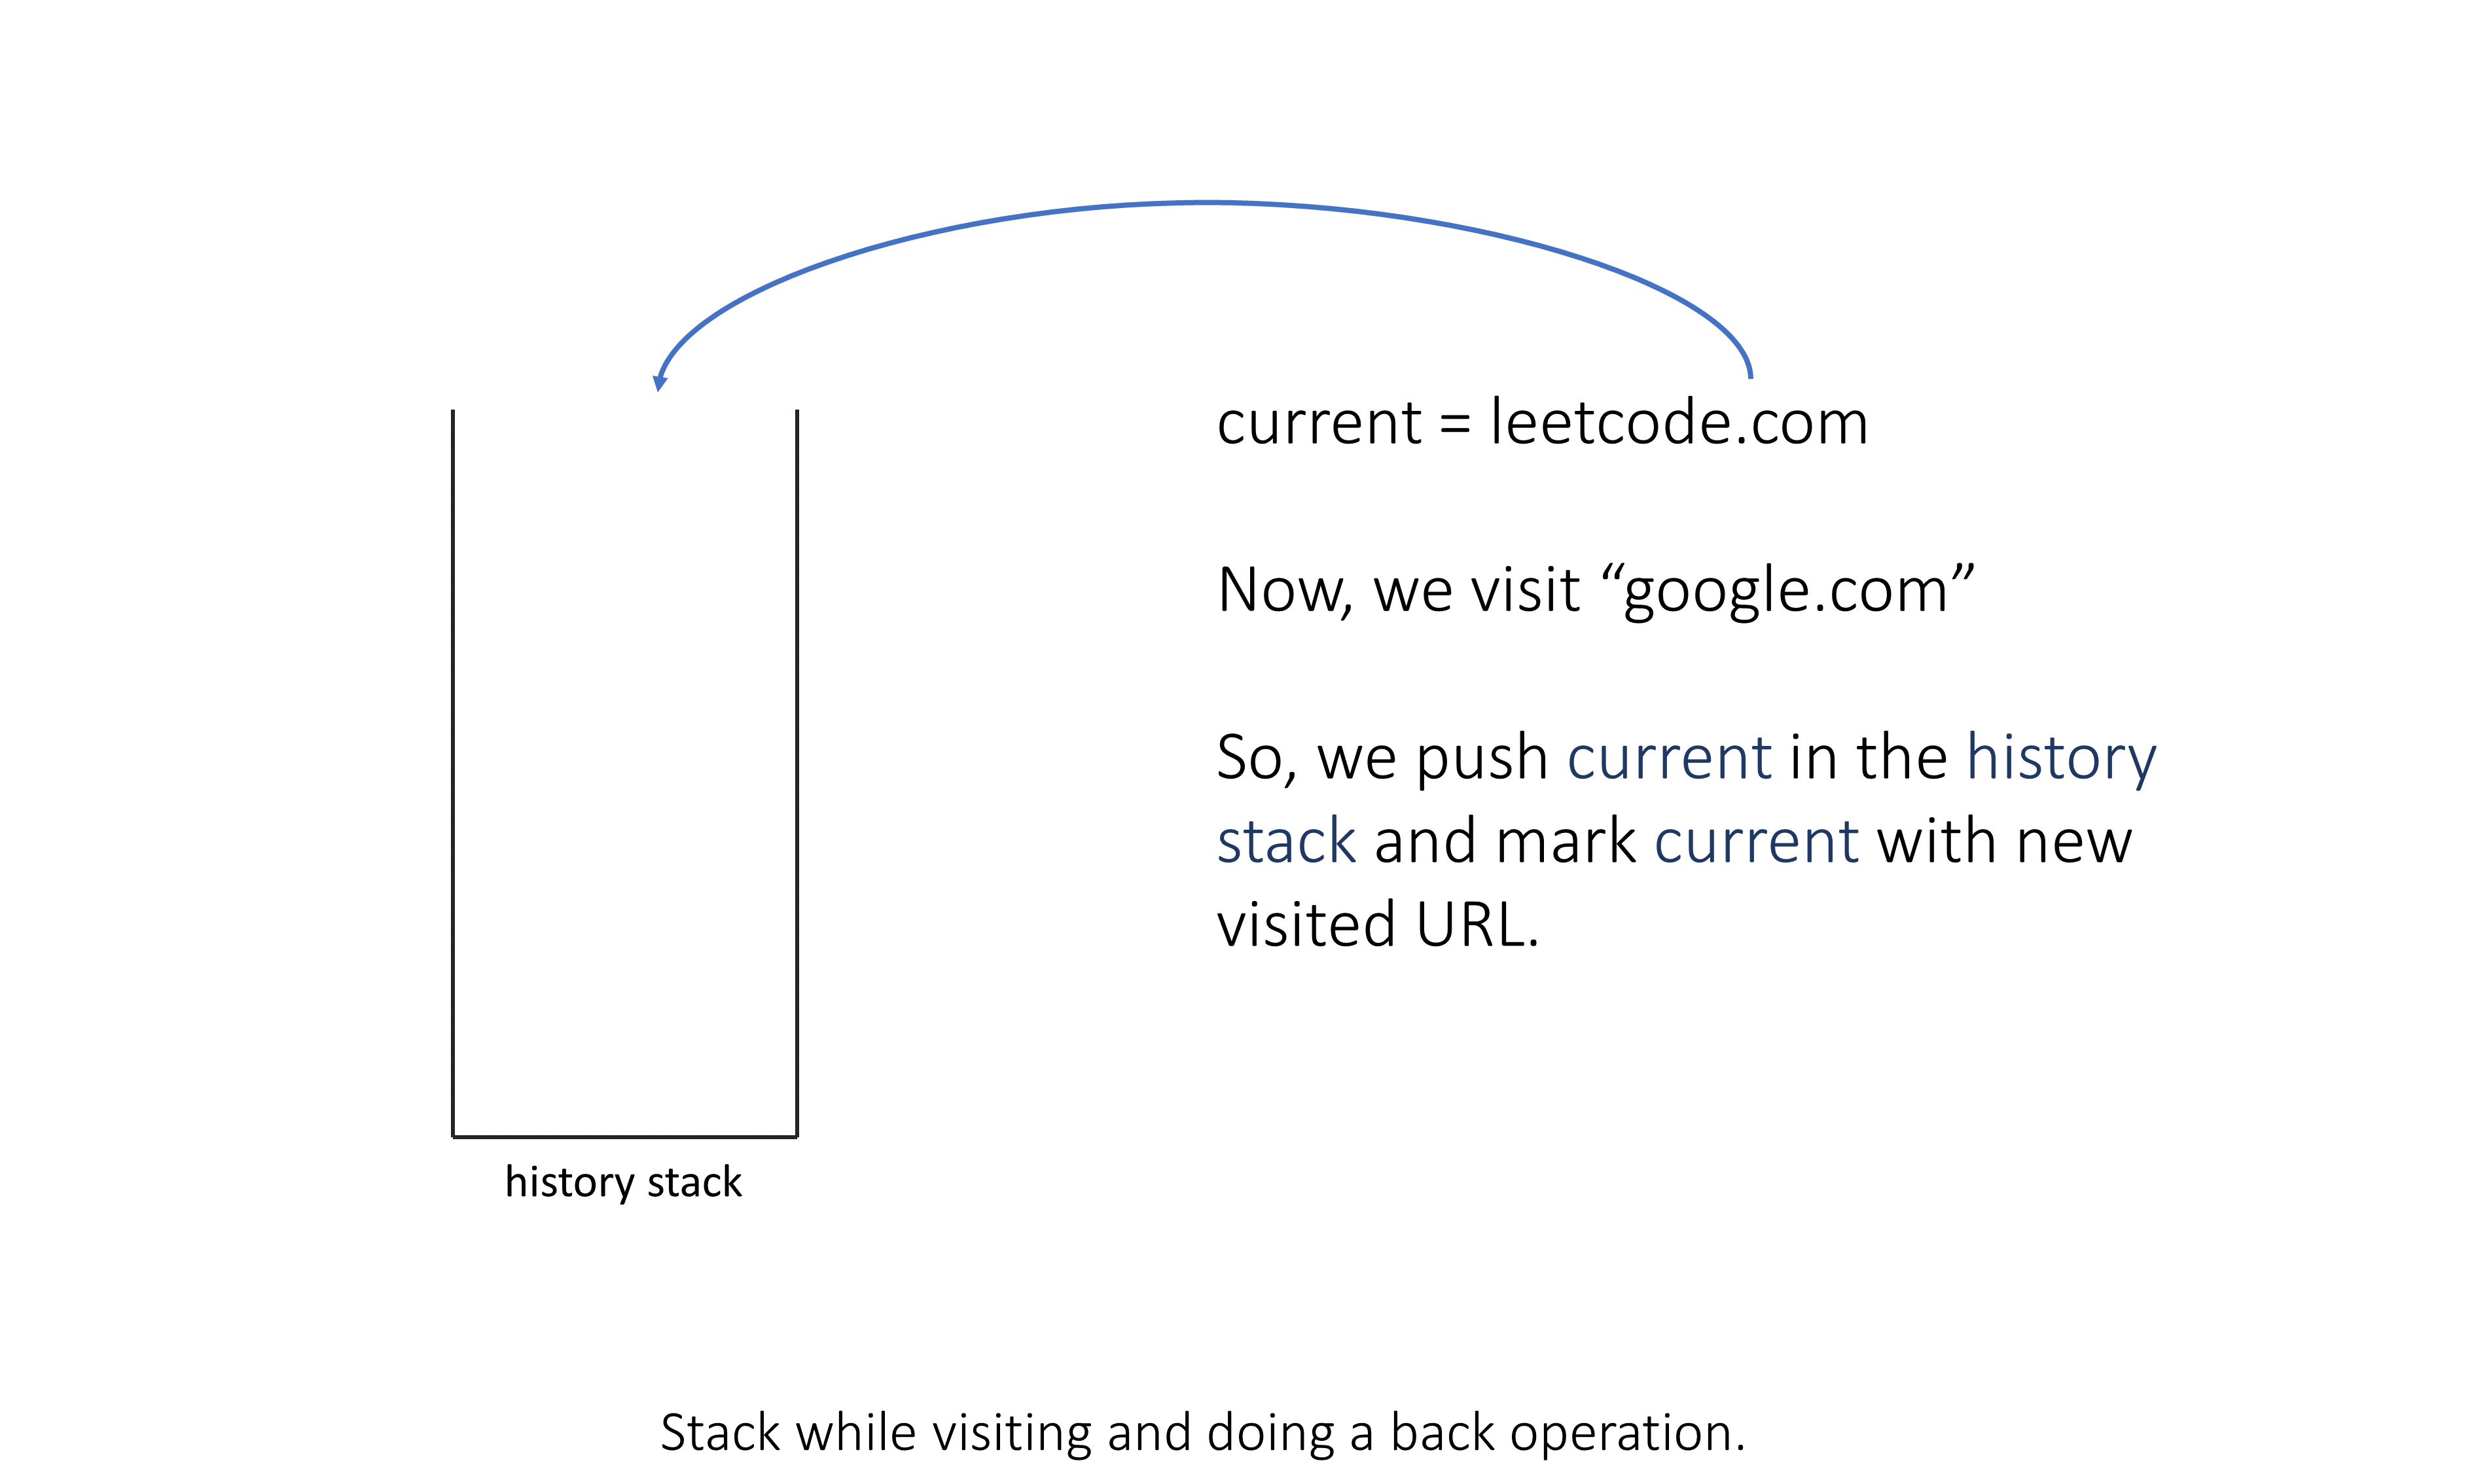 current = leetcode.com
Now, we visit “google.com”
So, we push current in the history
stack and mark current with new
visited URL.
history stack
Stack while visiting and doing a back operation.